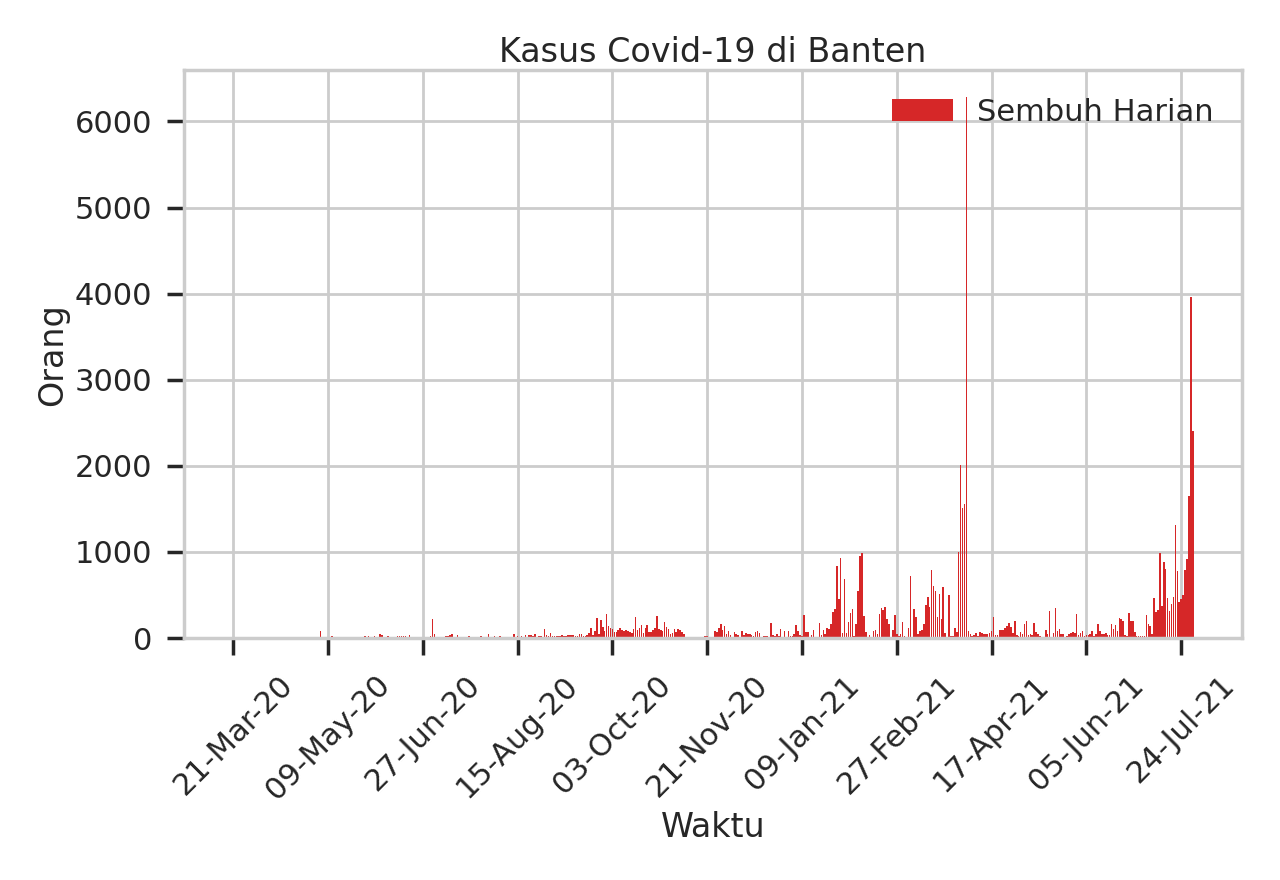 Kasus Covid-19 di Banten
Sembuh Harian
Orang
6000
5000
4000
3000
2000
1000
0
21-Mar-20
09-May-20
27-Jun-20
15-Aug-20
03-Oct-20
21-Nov-20
09-Jan-21
27-Feb-21
17-Apr-21
05-Jun-21
24-Jul-21
Waktu